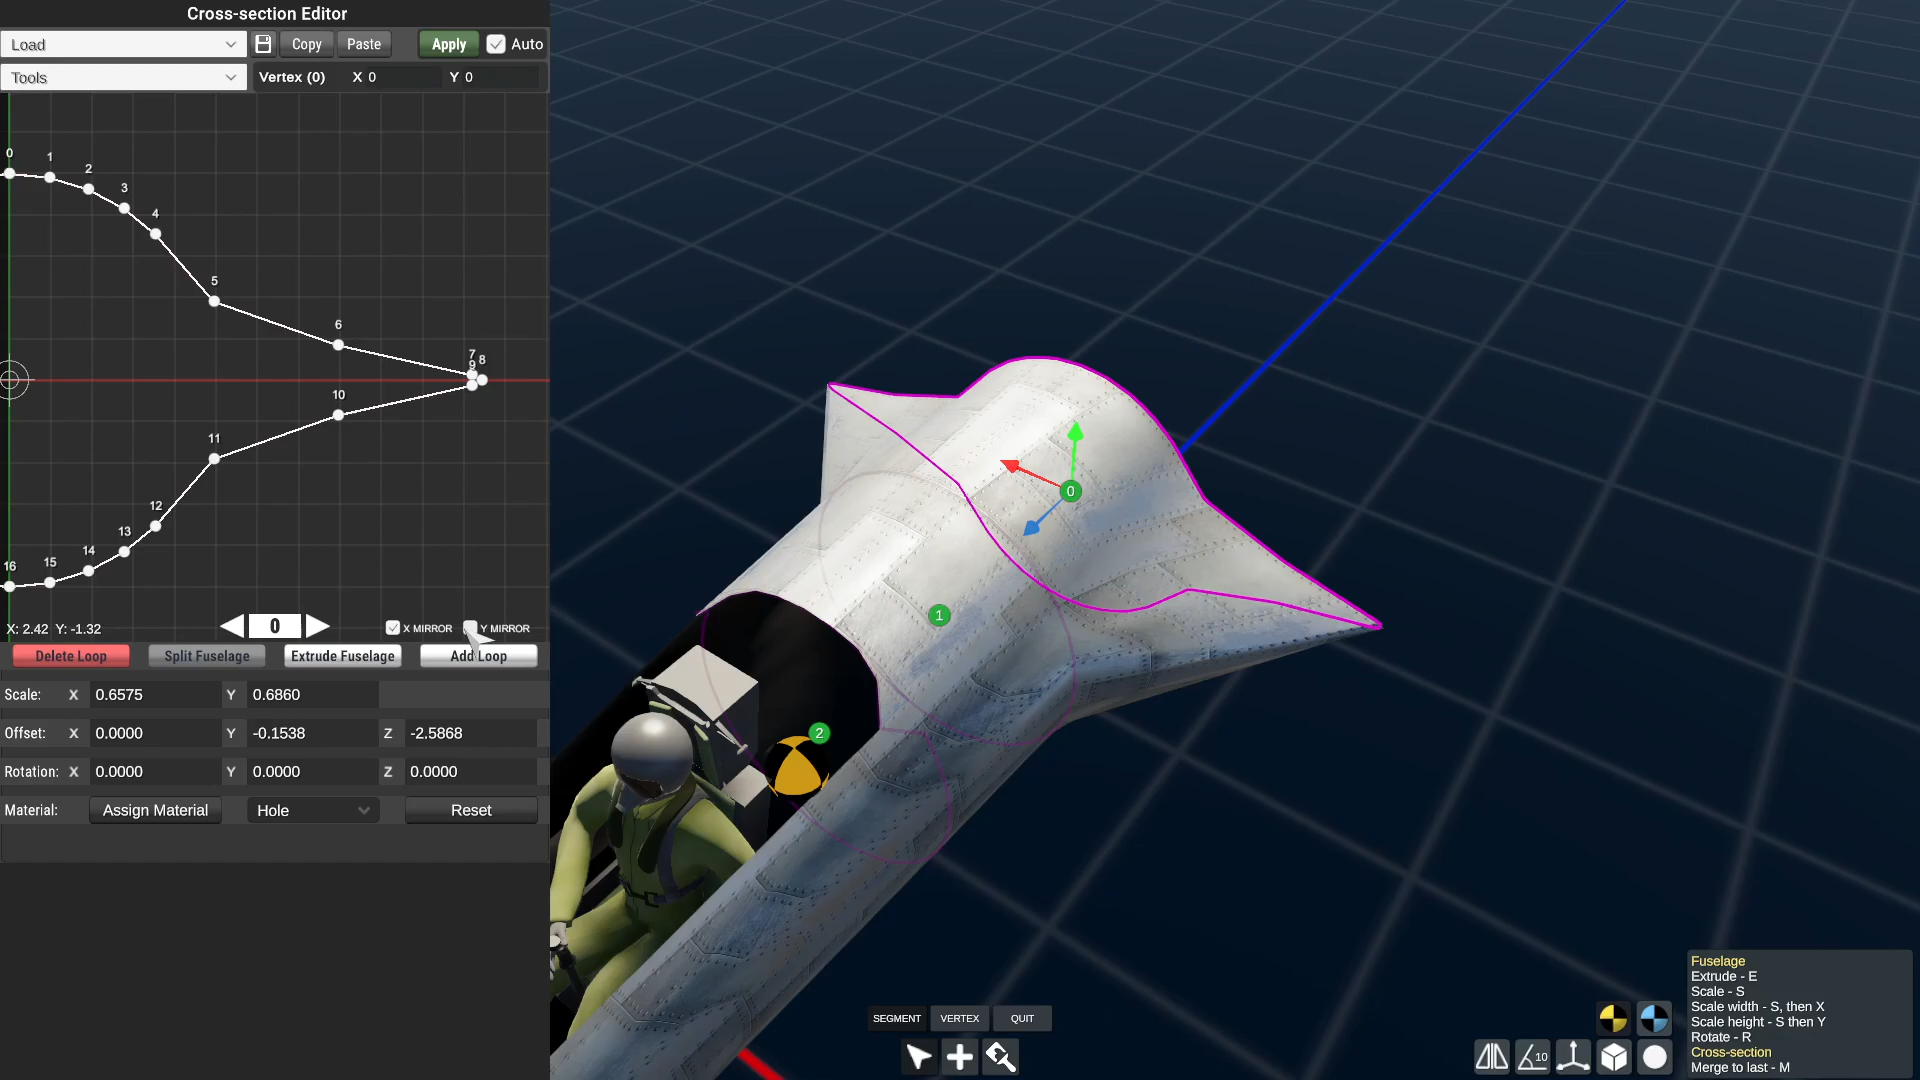 Cross-section Editor
Load
Copy
Paste
Apply
Auto
Tools
Vertex (0)
X 0
Y 0
0
1
2
3
4
5
6
7
8
9
10
11
12
13
14
15
16
X: 2.42 Y: -1.32
0
X MIRROR
Y MIRROR
Delete Loop
Split Fuselage
Extrude Fuselage
Add Loop
Scale: X 0.6575 Y 0.6860
Offset: X 0.0000 Y -0.1538 Z -2.5868
Rotation: X 0.0000 Y 0.0000 Z 0.0000
Material: Assign Material Hole Reset
0
1
2
SEGMENT
VERTEX
QUIT
10
Fuselage
Extrude - E
Scale - S
Scale width - S, then X
Scale height - S then Y
Rotate - R
Cross-section
Merge to last - M